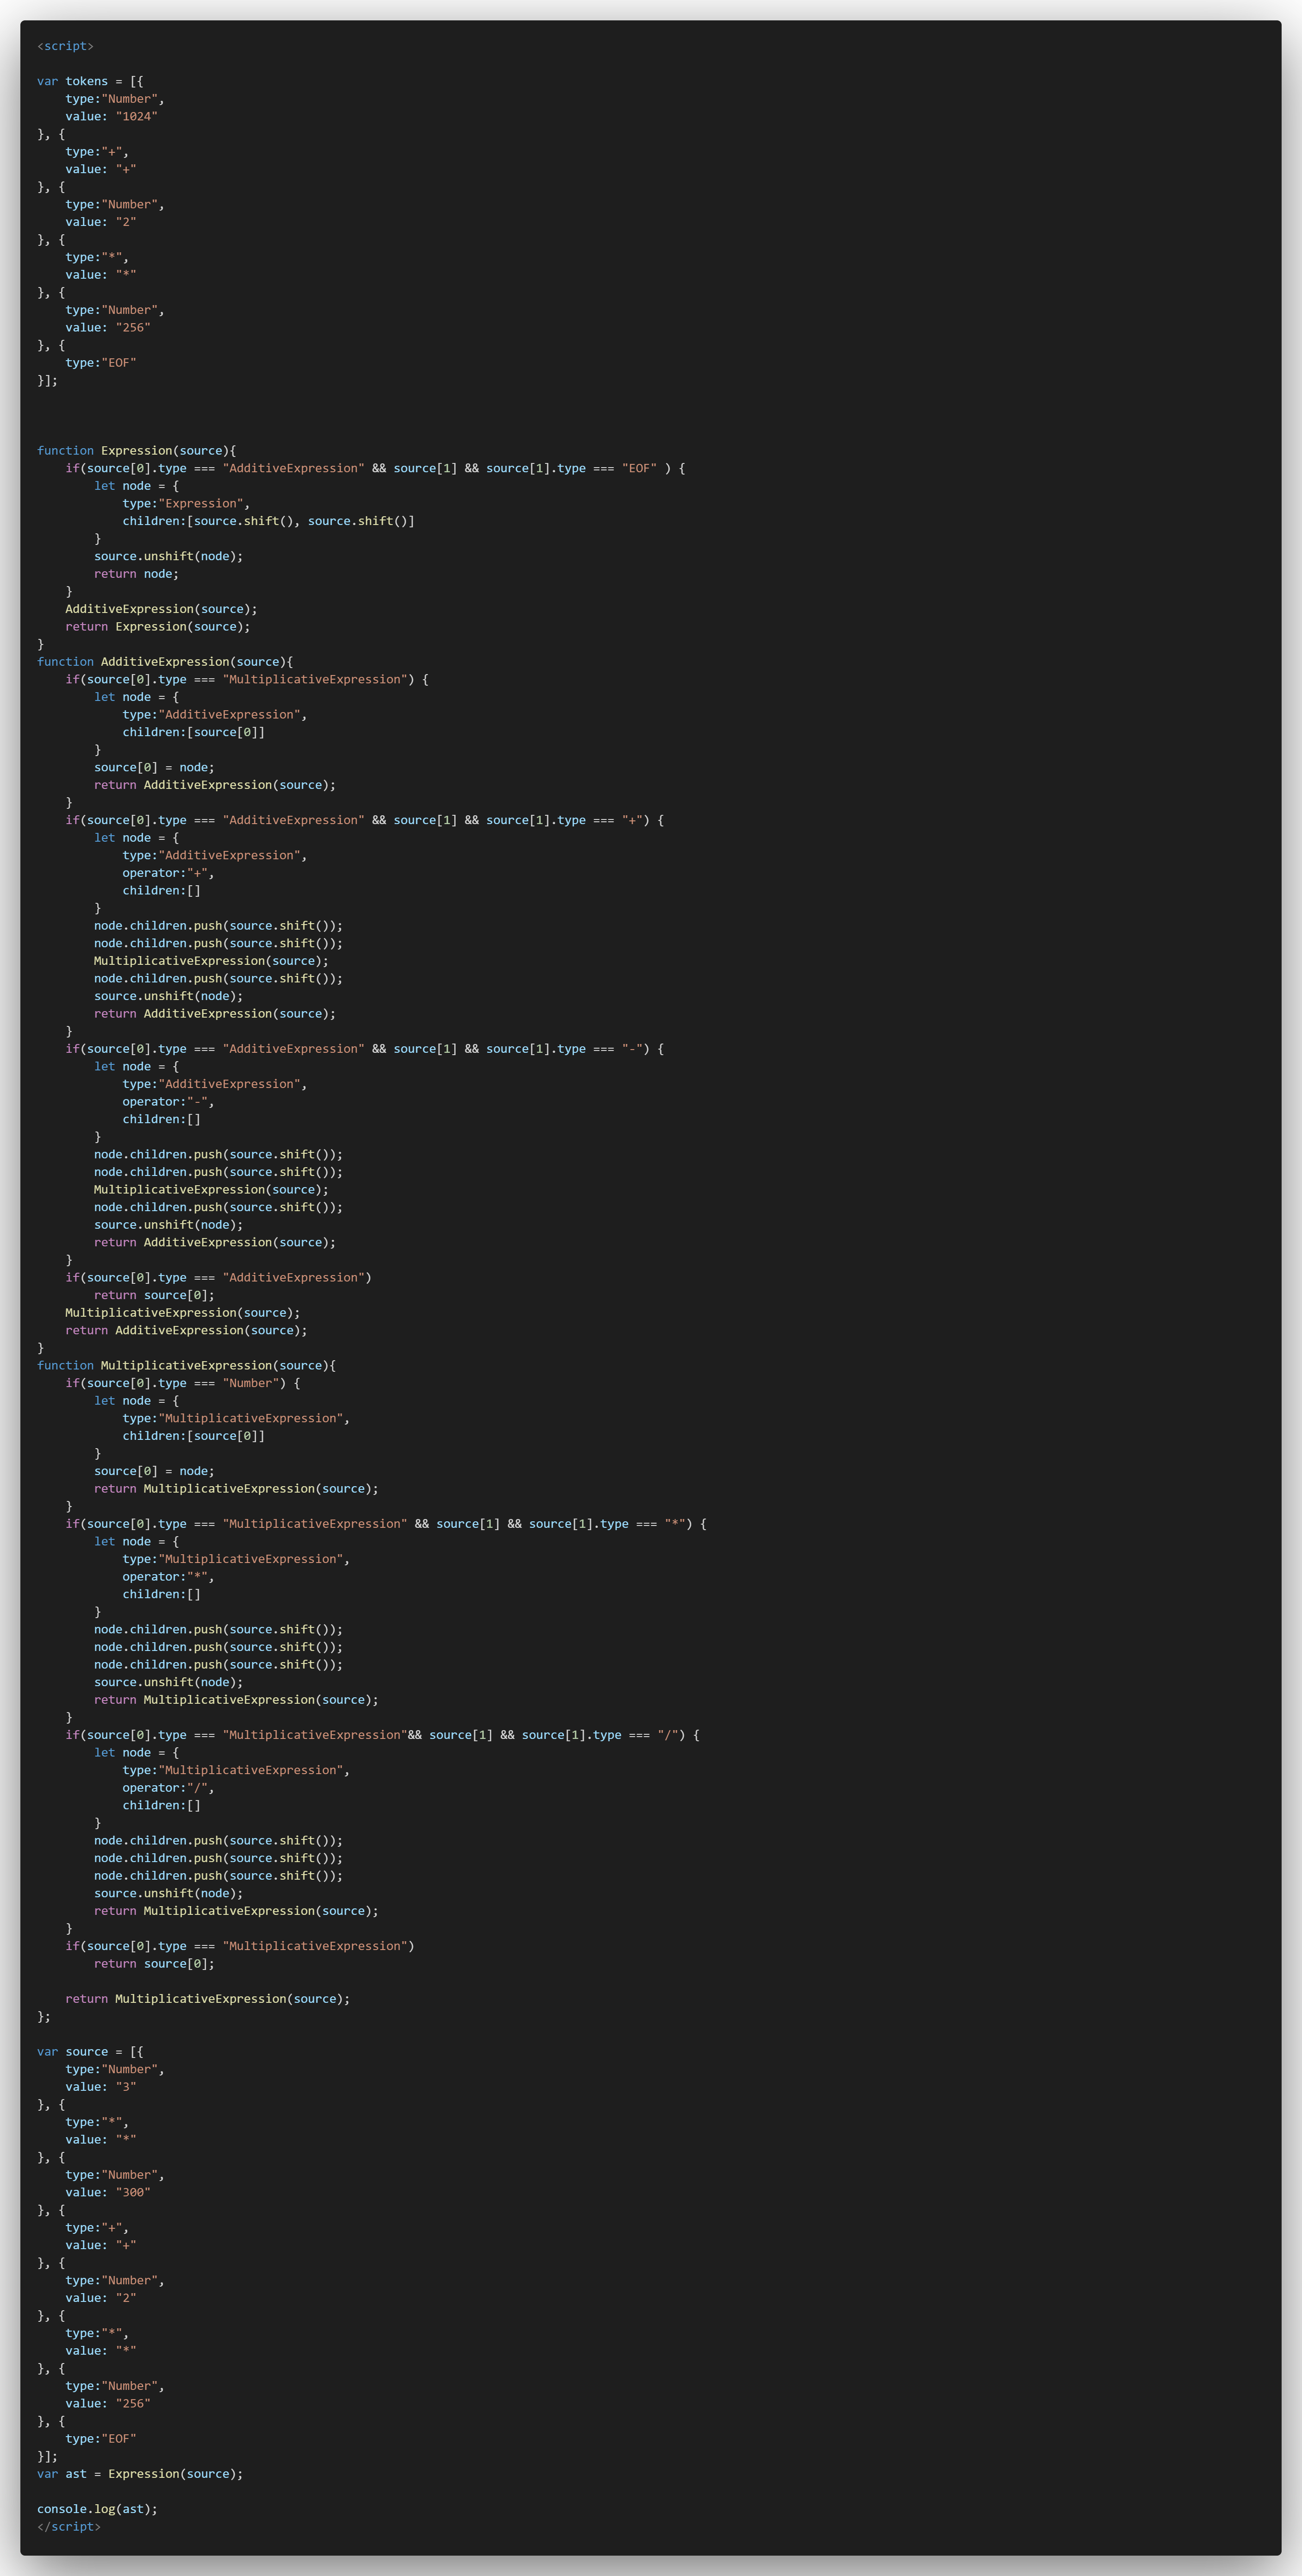 <script>

var tokens = [{
    type:"Number",
    value: "1024"
}, {
    type:"+",
    value: "+"
}, {
    type:"Number",
    value: "2"
}, {
    type:"*",
    value: "*"
}, {
    type:"Number",
    value: "256"
}, {
    type:"EOF"
}];



function Expression(source){
    if(source[0].type === "AdditiveExpression" && source[1] && source[1].type === "EOF" ) {
        let node = {
            type:"Expression",
            children:[source.shift(), source.shift()]
        }
        source.unshift(node);
        return node;
    }
    AdditiveExpression(source);
    return Expression(source);
}
function AdditiveExpression(source){
    if(source[0].type === "MultiplicativeExpression") {
        let node = {
            type:"AdditiveExpression",
            children:[source[0]]
        }
        source[0] = node;
        return AdditiveExpression(source);
    }
    if(source[0].type === "AdditiveExpression" && source[1] && source[1].type === "+") {
        let node = {
            type:"AdditiveExpression",
            operator:"+",
            children:[]
        }
        node.children.push(source.shift());
        node.children.push(source.shift());
        MultiplicativeExpression(source);
        node.children.push(source.shift());
        source.unshift(node);
        return AdditiveExpression(source);
    }
    if(source[0].type === "AdditiveExpression" && source[1] && source[1].type === "-") {
        let node = {
            type:"AdditiveExpression",
            operator:"-",
            children:[]
        }
        node.children.push(source.shift());
        node.children.push(source.shift());
        MultiplicativeExpression(source);
        node.children.push(source.shift());
        source.unshift(node);
        return AdditiveExpression(source);
    }
    if(source[0].type === "AdditiveExpression")
        return source[0];
    MultiplicativeExpression(source);
    return AdditiveExpression(source);
}
function MultiplicativeExpression(source){
    if(source[0].type === "Number") {
        let node = {
            type:"MultiplicativeExpression",
            children:[source[0]]
        }
        source[0] = node;
        return MultiplicativeExpression(source);
    }
    if(source[0].type === "MultiplicativeExpression" && source[1] && source[1].type === "*") {
        let node = {
            type:"MultiplicativeExpression",
            operator:"*",
            children:[]
        }
        node.children.push(source.shift());
        node.children.push(source.shift());
        node.children.push(source.shift());
        source.unshift(node);
        return MultiplicativeExpression(source);
    }
    if(source[0].type === "MultiplicativeExpression"&& source[1] && source[1].type === "/") {
        let node = {
            type:"MultiplicativeExpression",
            operator:"/",
            children:[]
        }
        node.children.push(source.shift());
        node.children.push(source.shift());
        node.children.push(source.shift());
        source.unshift(node);
        return MultiplicativeExpression(source);
    }
    if(source[0].type === "MultiplicativeExpression")
        return source[0];

    return MultiplicativeExpression(source);
};

var source = [{
    type:"Number",
    value: "3"
}, {
    type:"*",
    value: "*"
}, {
    type:"Number",
    value: "300"
}, {
    type:"+",
    value: "+"
}, {
    type:"Number",
    value: "2"
}, {
    type:"*",
    value: "*"
}, {
    type:"Number",
    value: "256"
}, {
    type:"EOF"
}];
var ast = Expression(source);

console.log(ast);
</script>